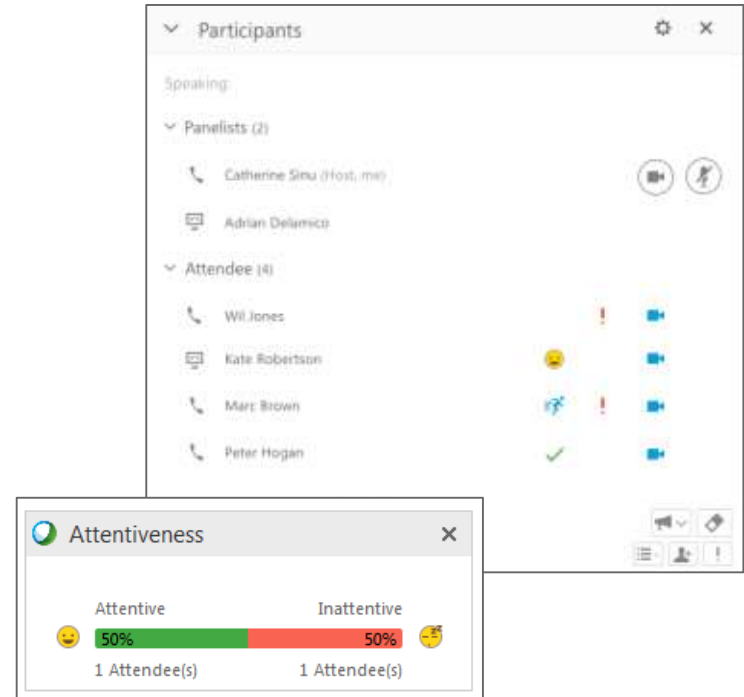 Participants
Speaking:
Panelists (2)
Catherine Sinu (Host, me)
Adrian Delamico
Attendee (4)
Wil Jones
Kate Robertson
Marc Brown
Peter Hogan
Attentiveness
Attentive Inattentive
50% 50%
1 Attendee(s) 1 Attendee(s)